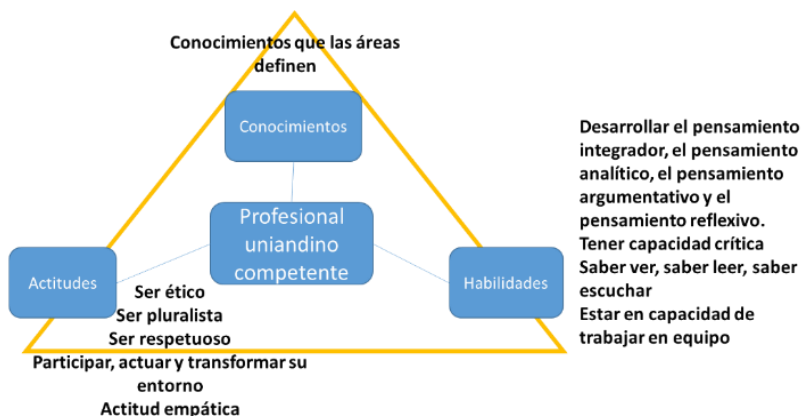 Conocimientos que las áreas
definen
Conocimientos
Profesional
uniandino
competente
Actitudes
Ser ético
Ser pluralista
Ser respetuoso
Participar, actuar y transformar su
entorno
Actitud empática
Habilidades
Desarrollar el pensamiento
integrador, el pensamiento
analítico, el pensamiento
argumentativo y el
pensamiento reflexivo.
Tener capacidad crítica
Saber ver, saber leer, saber
escuchar
Estar en capacidad de
trabajar en equipo